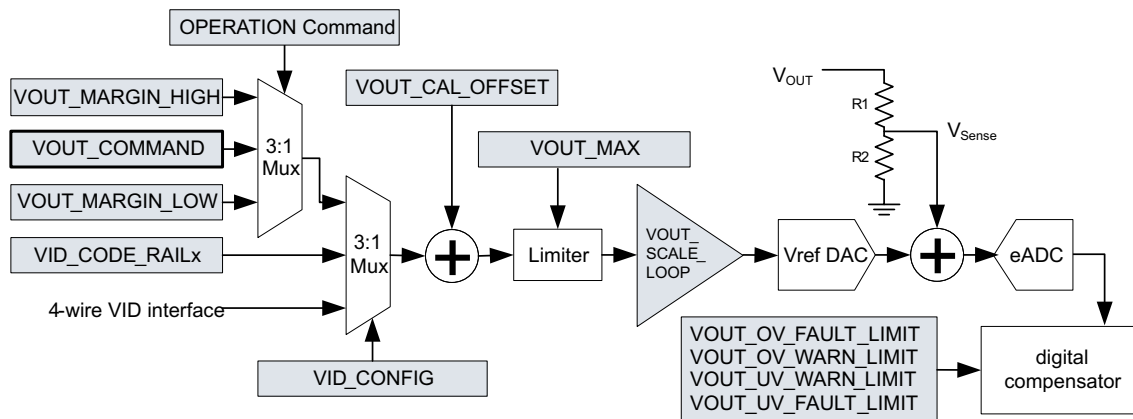 OPERATION Command
VOUT_MARGIN_HIGH
VOUT_COMMAND
VOUT_MARGIN_LOW
3:1
Mux
VID_CODE_RAILx
4-wire VID interface
3:1
Mux
VID_CONFIG
VOUT_CAL_OFFSET
+
VOUT_MAX
Limiter
VOUT_
SCALE_
LOOP
Vref DAC
VOUT
R1
VSense
R2
+
eADC
VOUT_OV_FAULT_LIMIT
VOUT_OV_WARN_LIMIT
VOUT_UV_WARN_LIMIT
VOUT_UV_FAULT_LIMIT
digital
compensator